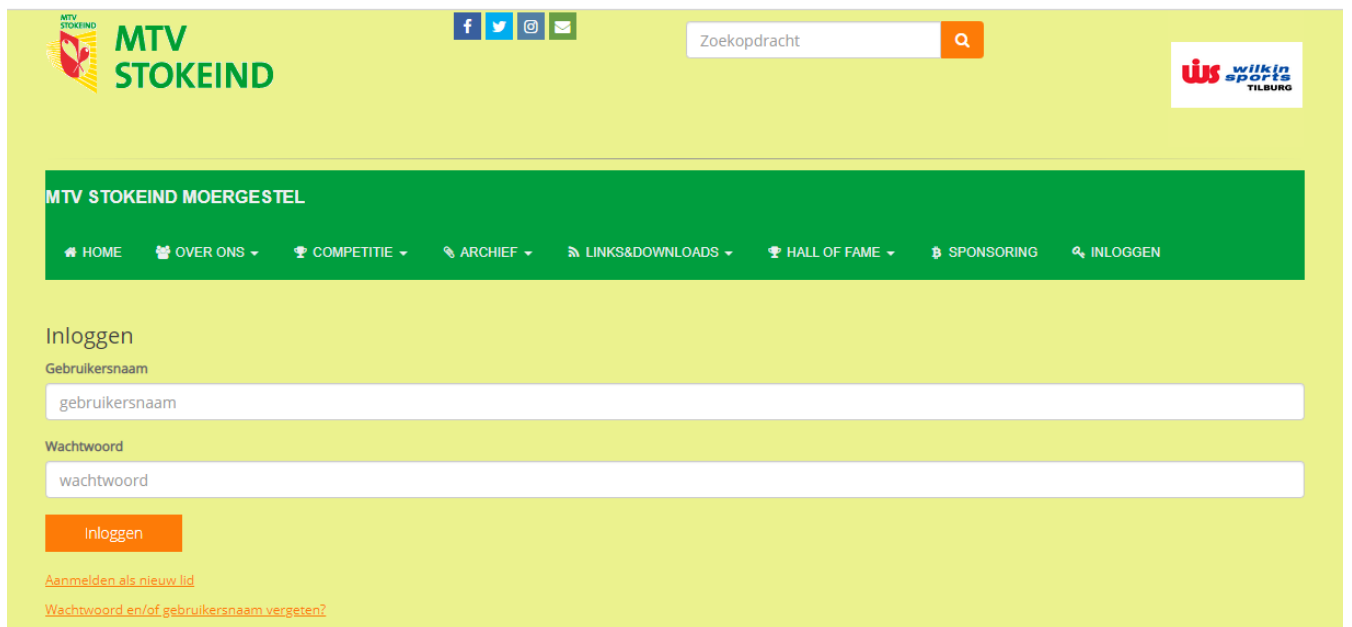 MTV
STOKEIND
MTV
STOKEIND
Zoekopdracht
wilkin
sports
TILBURG
MTV STOKEIND MOERGESTEL
HOME OVER ONS COMPETITIE ARCHIEF LINKS&DOWNLOADS HALL OF FAME SPONSORING INLOGGEN
Inloggen
Gebruikersnaam
gebruikersnaam
Wachtwoord
wachtwoord
Inloggen
Aanmelden als nieuw lid
Wachtwoord en/of gebruikersnaam vergeten?